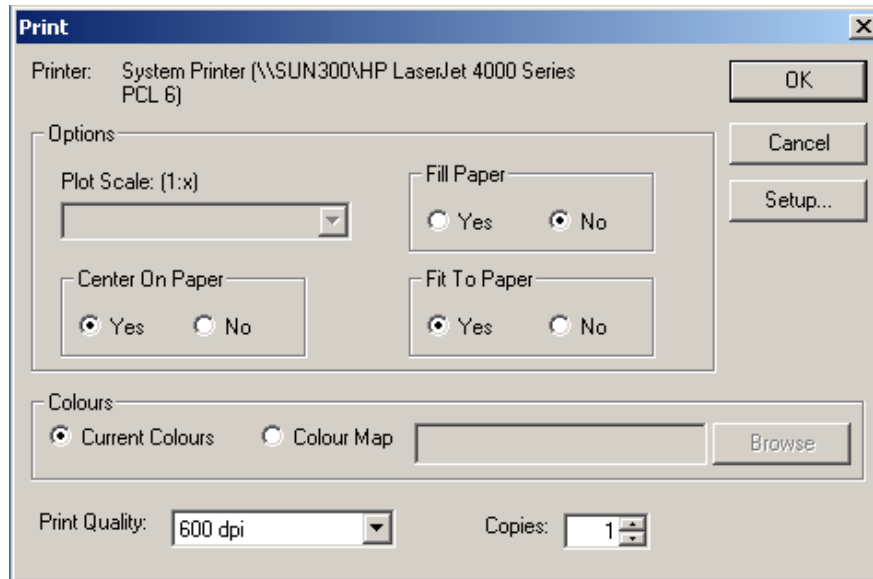 Print
Printer: System Printer (\\SUN300\HP LaserJet 4000 Series
PCL 6)
OK
Cancel
Setup...
Options
Plot Scale: (1:x)
Fill Paper
Yes No
Center On Paper
Yes No
Fit To Paper
Yes No
Colours
Current Colours Colour Map Browse
Print Quality: 600 dpi Copies: 1